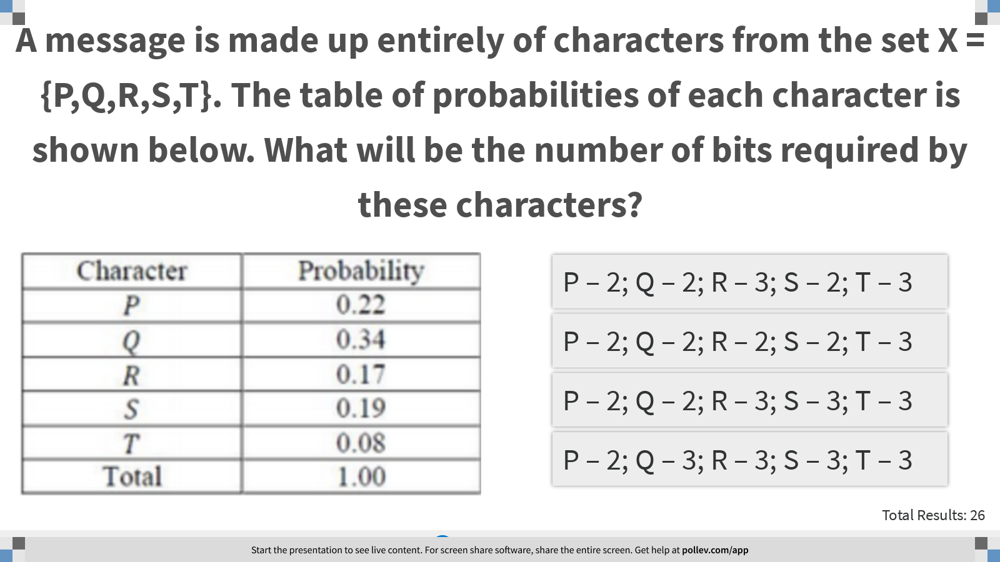 A message is made up entirely of characters from the set X =
{P,Q,R,S,T}. The table of probabilities of each character is
shown below. What will be the number of bits required by
these characters?
Character Probability
P 0.22
Q 0.34
R 0.17
S 0.19
T 0.08
Total 1.00
P – 2; Q – 2; R – 3; S – 2; T – 3
P – 2; Q – 2; R – 2; S – 2; T – 3
P – 2; Q – 2; R – 3; S – 3; T – 3
P – 2; Q – 3; R – 3; S – 3; T – 3
Total Results: 26
Start the presentation to see live content. For screen share software, share the entire screen. Get help at pollev.com/app